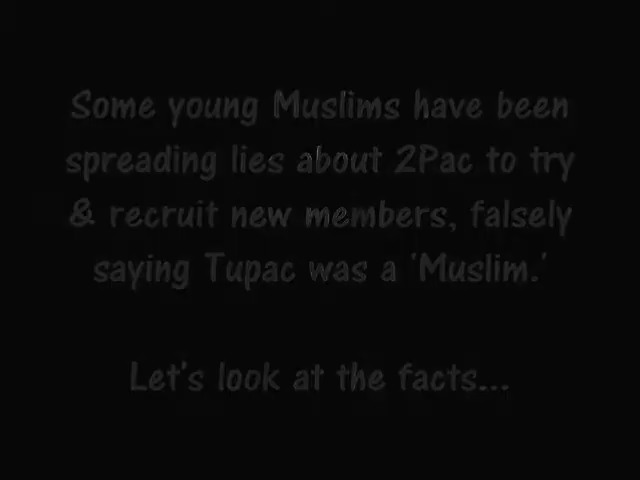 Some young Muslims have been
spreading lies about 2Pac to try
& recruit new members, falsely
saying Tupac was a 'Muslim.'
Let's look at the facts...